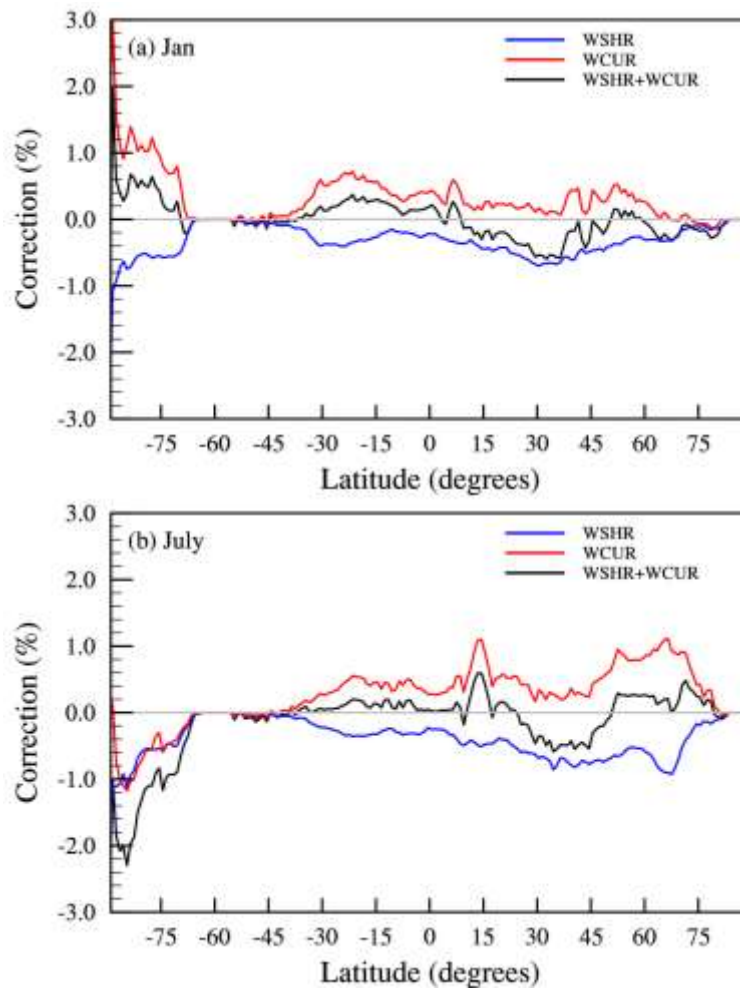 3.0
(a) Jan
WSHR
WCUR
WSHR+WCUR
2.0
1.0
0.0
-1.0
-2.0
-3.0
Correction (%)
-75 -60 -45 -30 -15 0 15 30 45 60 75
Latitude (degrees)
3.0
(b) July
WSHR
WCUR
WSHR+WCUR
2.0
1.0
0.0
-1.0
-2.0
-3.0
Correction (%)
-75 -60 -45 -30 -15 0 15 30 45 60 75
Latitude (degrees)